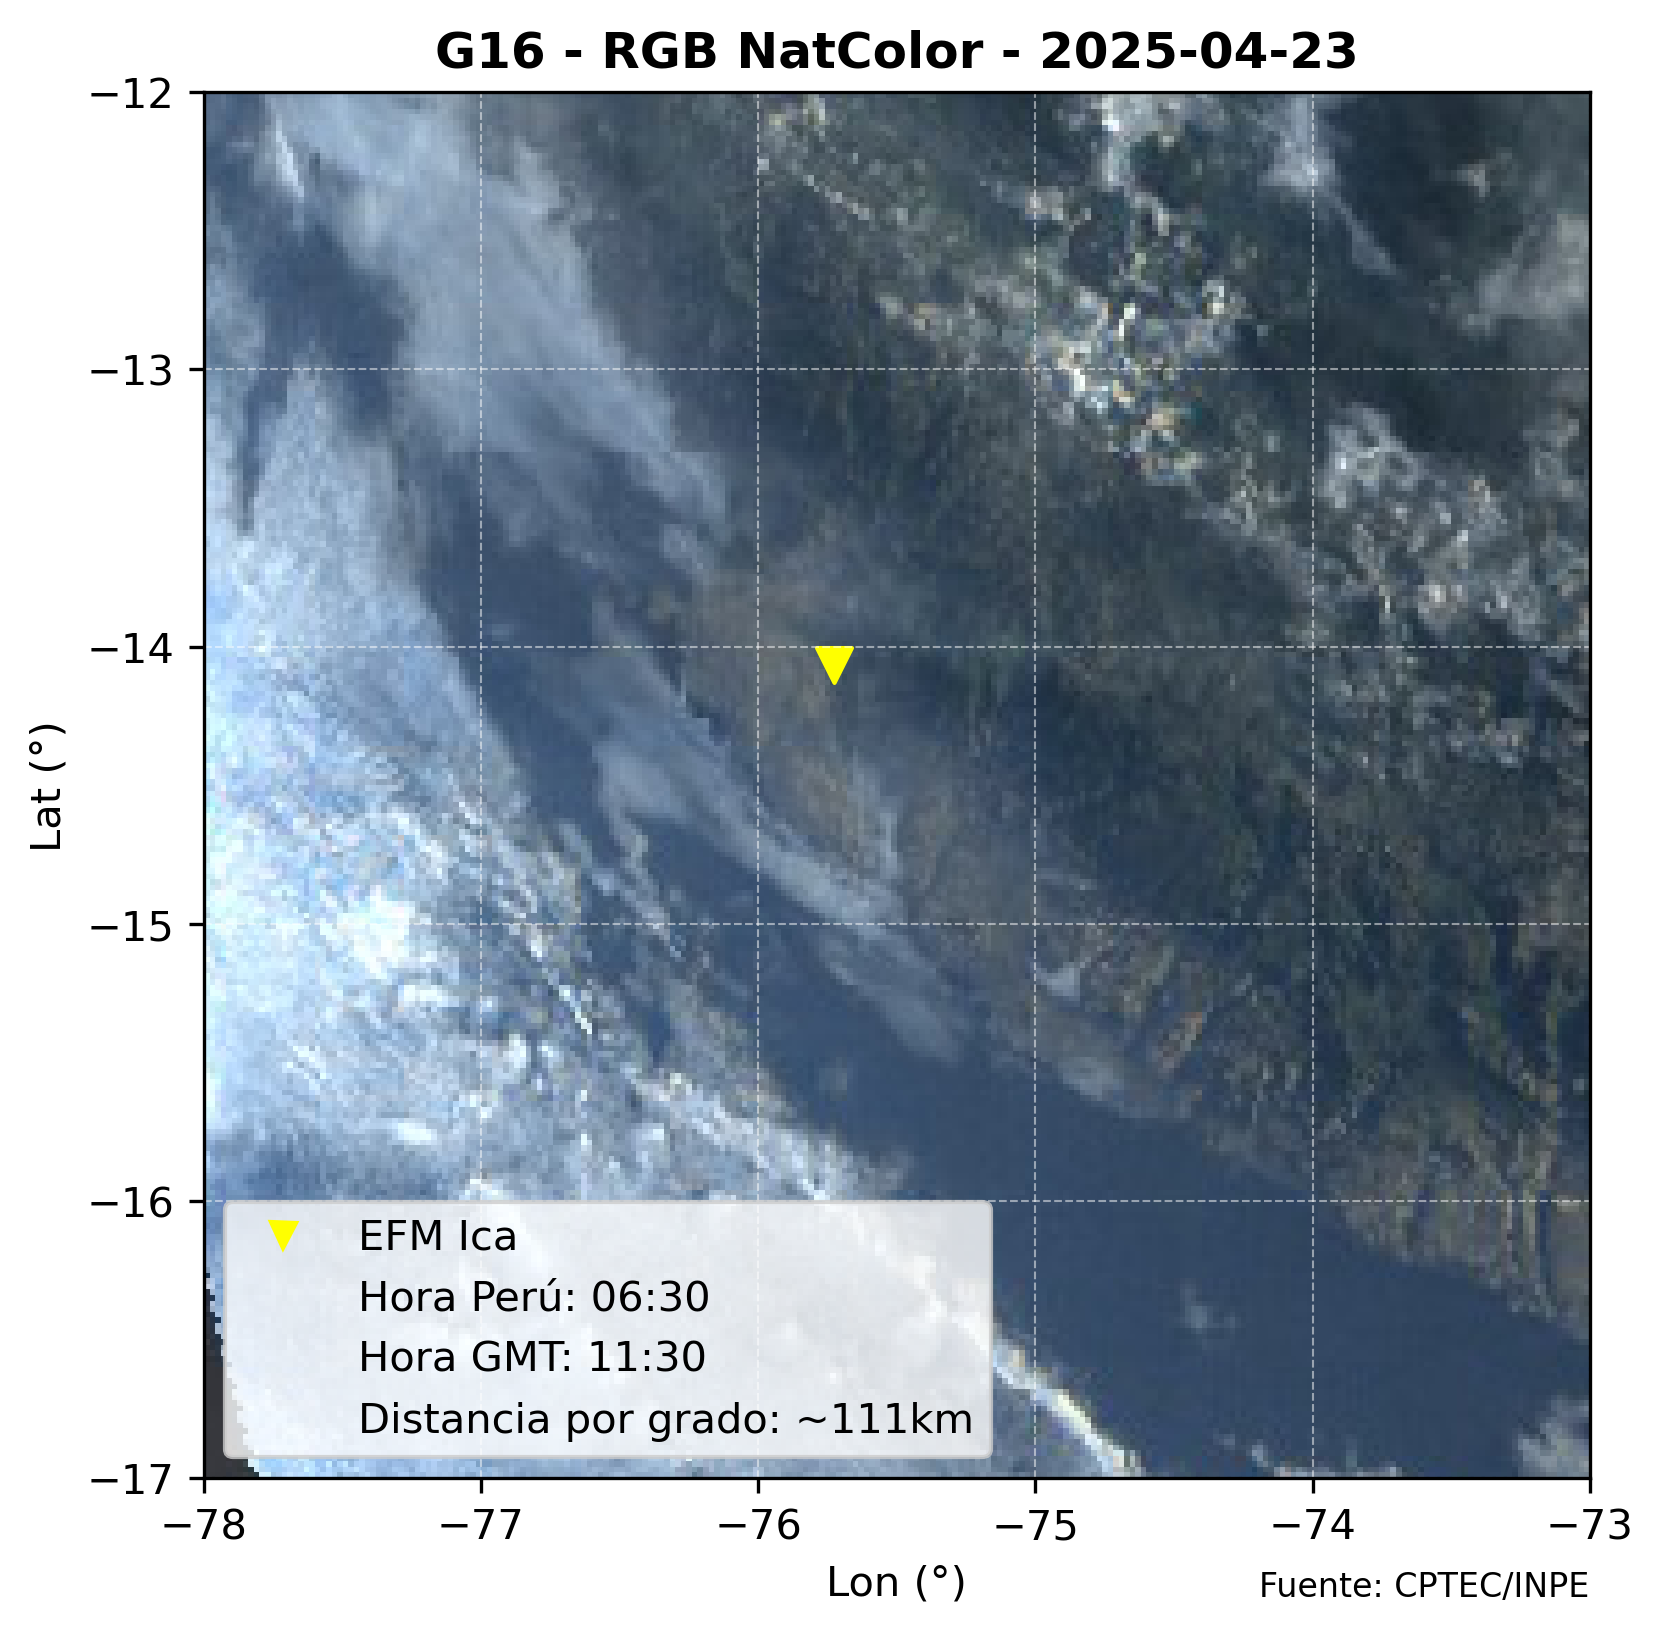 G16 - RGB NatColor - 2025-04-23
−12
−13
−14
−15
−16
−17
Lat (°)
EFM Ica
Hora Perú: 06:30
Hora GMT: 11:30
Distancia por grado: ~111km
−78
−77
−76
−75
−74
−73
Lon (°)
Fuente: CPTEC/INPE